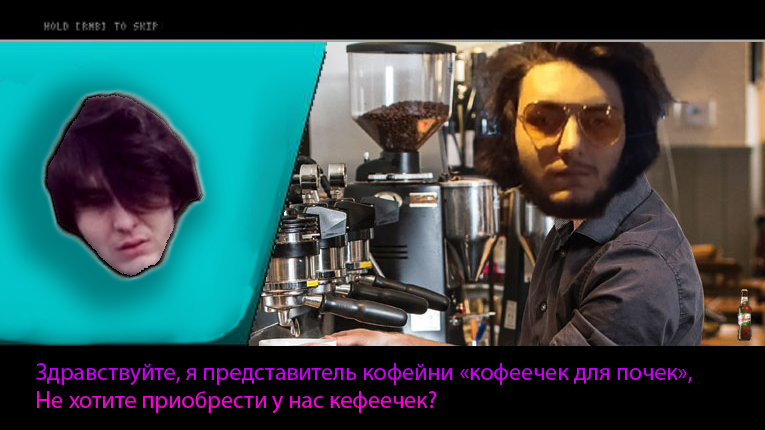 HOLD [RMB] TO SKIP
Здравствуйте, я представитель кофейни «кофеечек для почек»,
Не хотите приобрести у нас кефеечек?